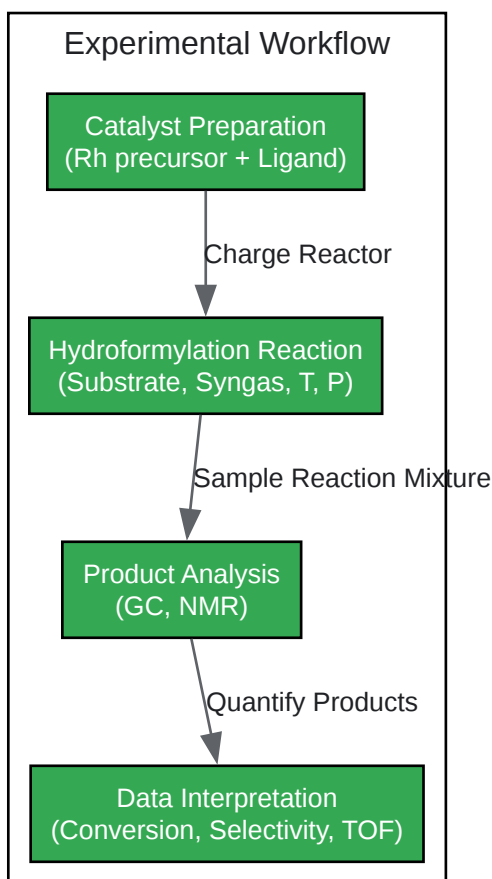 Experimental Workflow
Catalyst Preparation
(Rh precursor + Ligand)
Charge Reactor
Hydroformylation Reaction
(Substrate, Syngas, T, P)
Sample Reaction Mixture
Product Analysis
(GC, NMR)
Quantify Products
Data Interpretation
(Conversion, Selectivity, TOF)